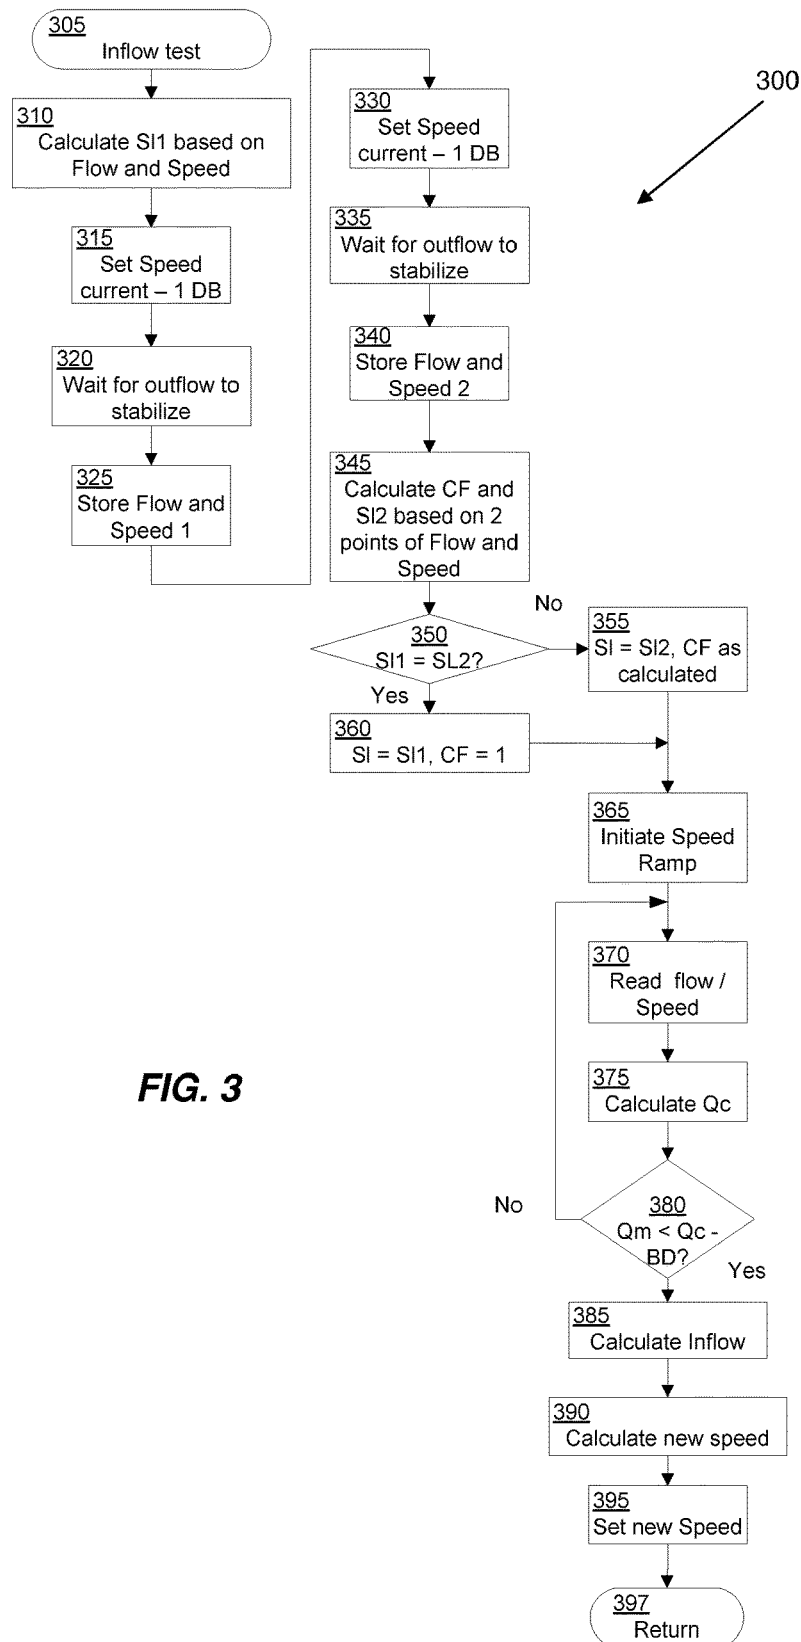 305
Inflow test
310
Calculate SI1 based on
Flow and Speed
315
Set Speed
current – 1 DB
320
Wait for outflow to
stabilize
325
Store Flow and
Speed 1
330
Set Speed
current – 1 DB
335
Wait for outflow to
stabilize
340
Store Flow and
Speed 2
345
Calculate CF and
SI2 based on 2
points of Flow and
Speed
350
SI1 = SL2?
No
Yes
355
SI = SI2, CF as
calculated
360
SI = SI1, CF = 1
365
Initiate Speed
Ramp
370
Read flow /
Speed
375
Calculate Qc
380
Qm < Qc -
BD?
No
Yes
385
Calculate Inflow
390
Calculate new speed
395
Set new Speed
397
Return
300
FIG. 3